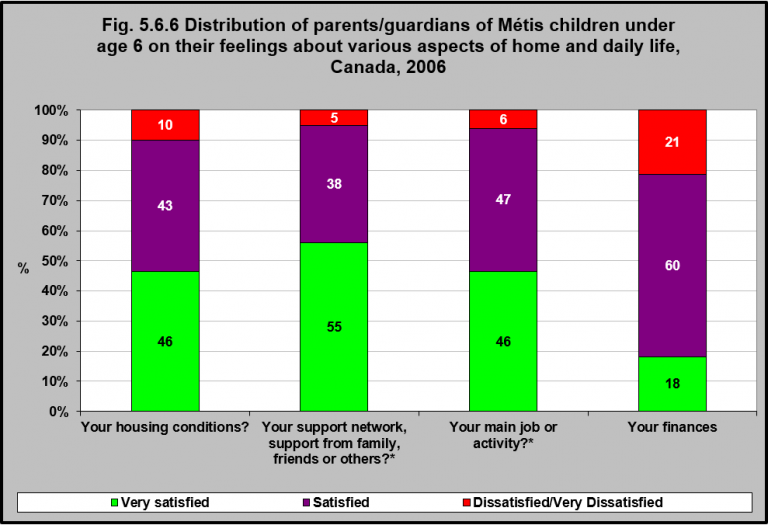 Fig. 5.6.6 Distribution of parents/guardians of Métis children under
age 6 on their feelings about various aspects of home and daily life,
Canada, 2006
100%
90%
80%
70%
60%
50%
40%
30%
20%
10%
0%
%
10
43
46
5
38
55
6
47
46
21
60
18
Your housing conditions?
Your support network,
support from family,
friends or others?*
Your main job or
activity?*
Your finances
Very satisfied
Satisfied
Dissatisfied/Very Dissatisfied